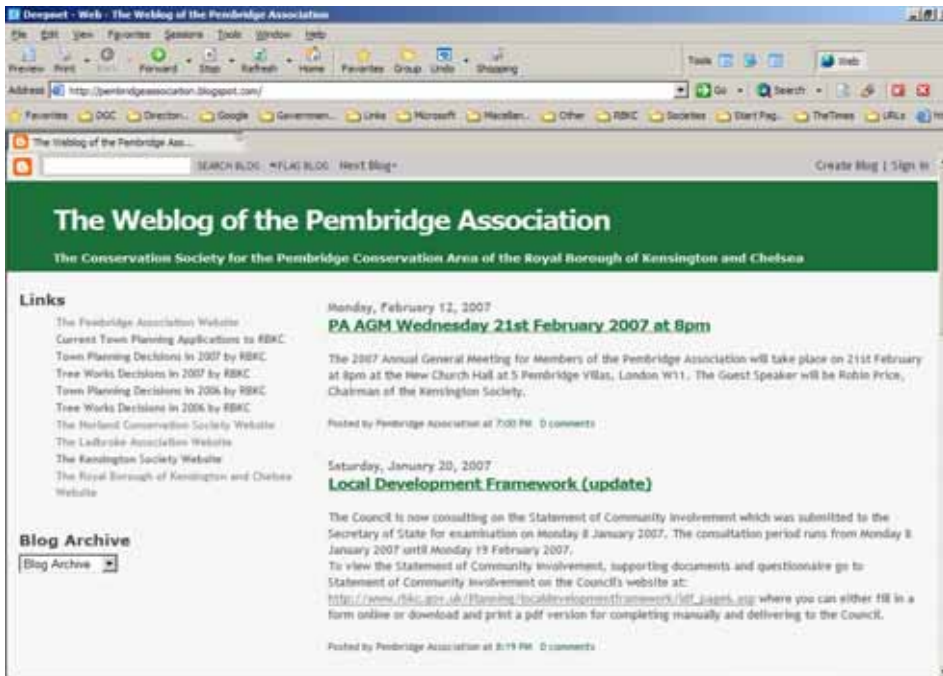 Deepnet - Web - The Weblog of the Pembridge Association
File Edit View Favorites Sessions Tools Window Help
Preview Print Forward Stop Refresh Home Favorites Group Undo Shopping Tools Web
Address http://pembridgeassociation.blogspot.com/ Go Search
Favorites DGC Direction... Google Governmen... Links Microsoft Macmillan... Other RBKC Societies Start Pag... TheTimes URLs
The Weblog of the Pembridge Ass...
SEARCH BLOG FLAG BLOG Next Blog» Create Blog | Sign in
The Weblog of the Pembridge Association
The Conservation Society for the Pembridge Conservation Area of the Royal Borough of Kensington and Chelsea
Links
The Pembridge Association Website
Current Town Planning Applications to RBKC
Town Planning Decisions in 2007 by RBKC
Tree Works Decisions in 2007 by RBKC
Town Planning Decisions in 2006 by RBKC
Tree Works Decisions in 2006 by RBKC
The Norland Conservation Society Website
The Ladbroke Association Website
The Kensington Society Website
The Royal Borough of Kensington and Chelsea
Website
Blog Archive
Blog Archive
Monday, February 12, 2007
PA AGM Wednesday 21st February 2007 at 8pm
The 2007 Annual General Meeting for Members of the Pembridge Association will take place on 21st February
at 8pm at the New Church Hall at 5 Pembridge Villas, London W11. The Guest Speaker will be Robin Price,
Chairman of the Kensington Society.
Posted by Pembridge Association at 7:00 PM 0 comments
Saturday, January 20, 2007
Local Development Framework (update)
The Council is now consulting on the Statement of Community Involvement which was submitted to the
Secretary of State for examination on Monday 8 January 2007. The consultation period runs from Monday 8
January 2007 until Monday 19 February 2007.
To view the Statement of Community Involvement, supporting documents and questionnaire go to
Statement of Community Involvement on the Council's website at:
http://www.rbkc.gov.uk/Planning/localdevelopmentframework/ldf_page6.asp where you can either fill in a
form online or download and print a pdf version for completing manually and delivering to the Council.
Posted by Pembridge Association at 8:19 PM 0 comments